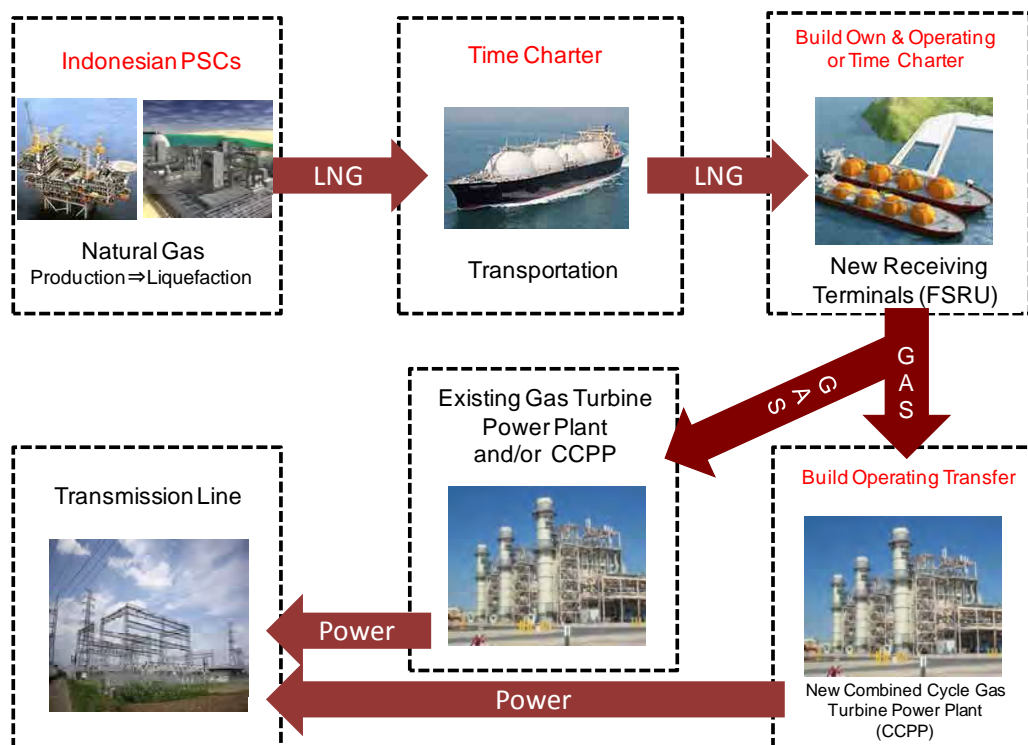 Indonesian PSCs
Natural Gas
Production⇒Liquefaction
LNG
Time Charter
Transportation
LNG
Build Own & Operating
or Time Charter
New Receiving
Terminals (FSRU)
GAS
GAS
Existing Gas Turbine
Power Plant
and/or CCPP
Build Operating Transfer
New Combined Cycle Gas
Turbine Power Plant
(CCPP)
Transmission Line
Power
Power